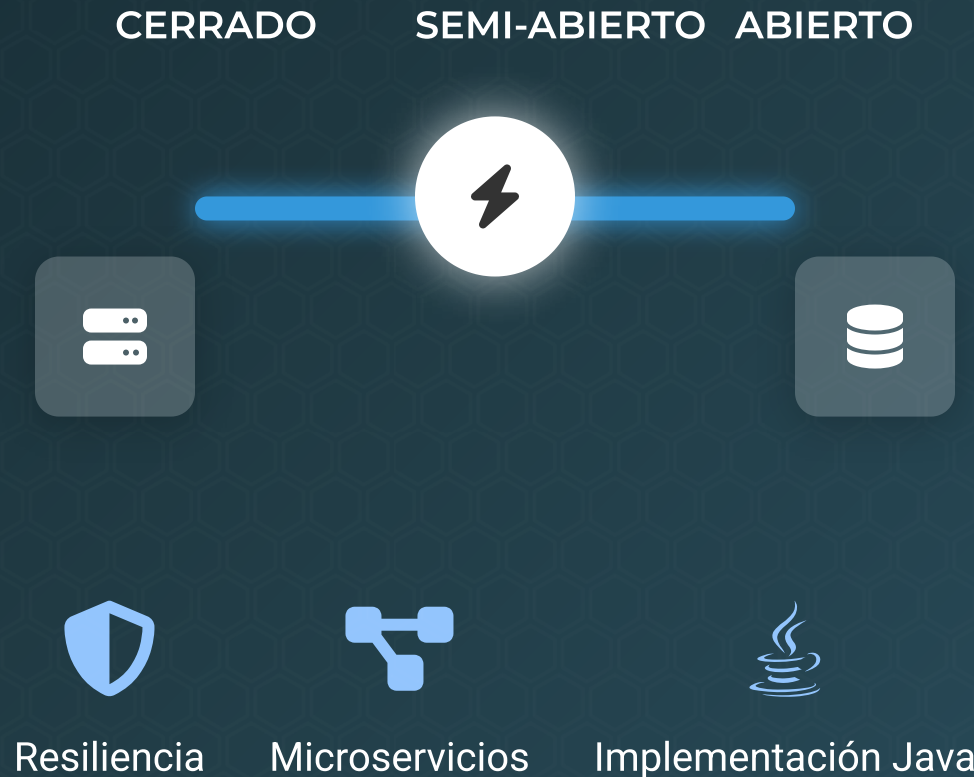 CERRADO SEMI-ABIERTO ABIERTO
Resiliencia Microservicios Implementación Java